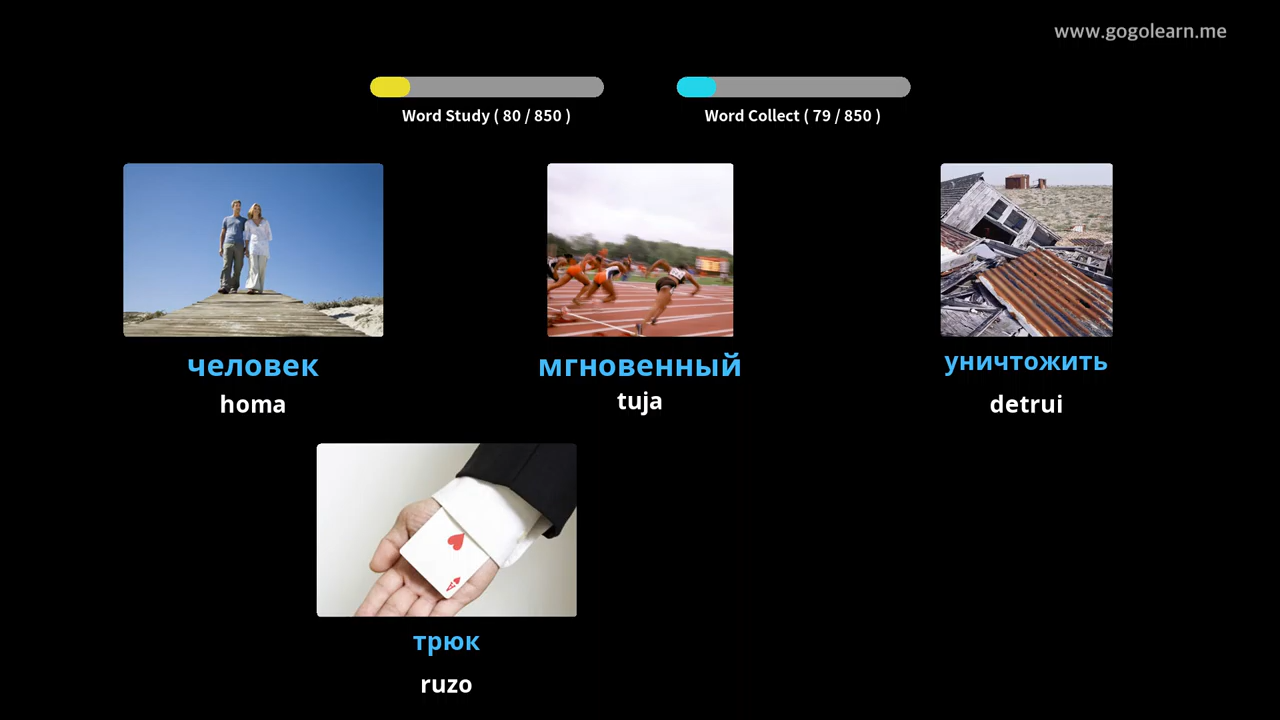 www.gogolearn.me
Word Study ( 80 / 850 )
Word Collect ( 79 / 850 )
человек
homa
мгновенный
tuja
уничтожить
detrui
трюк
ruzo